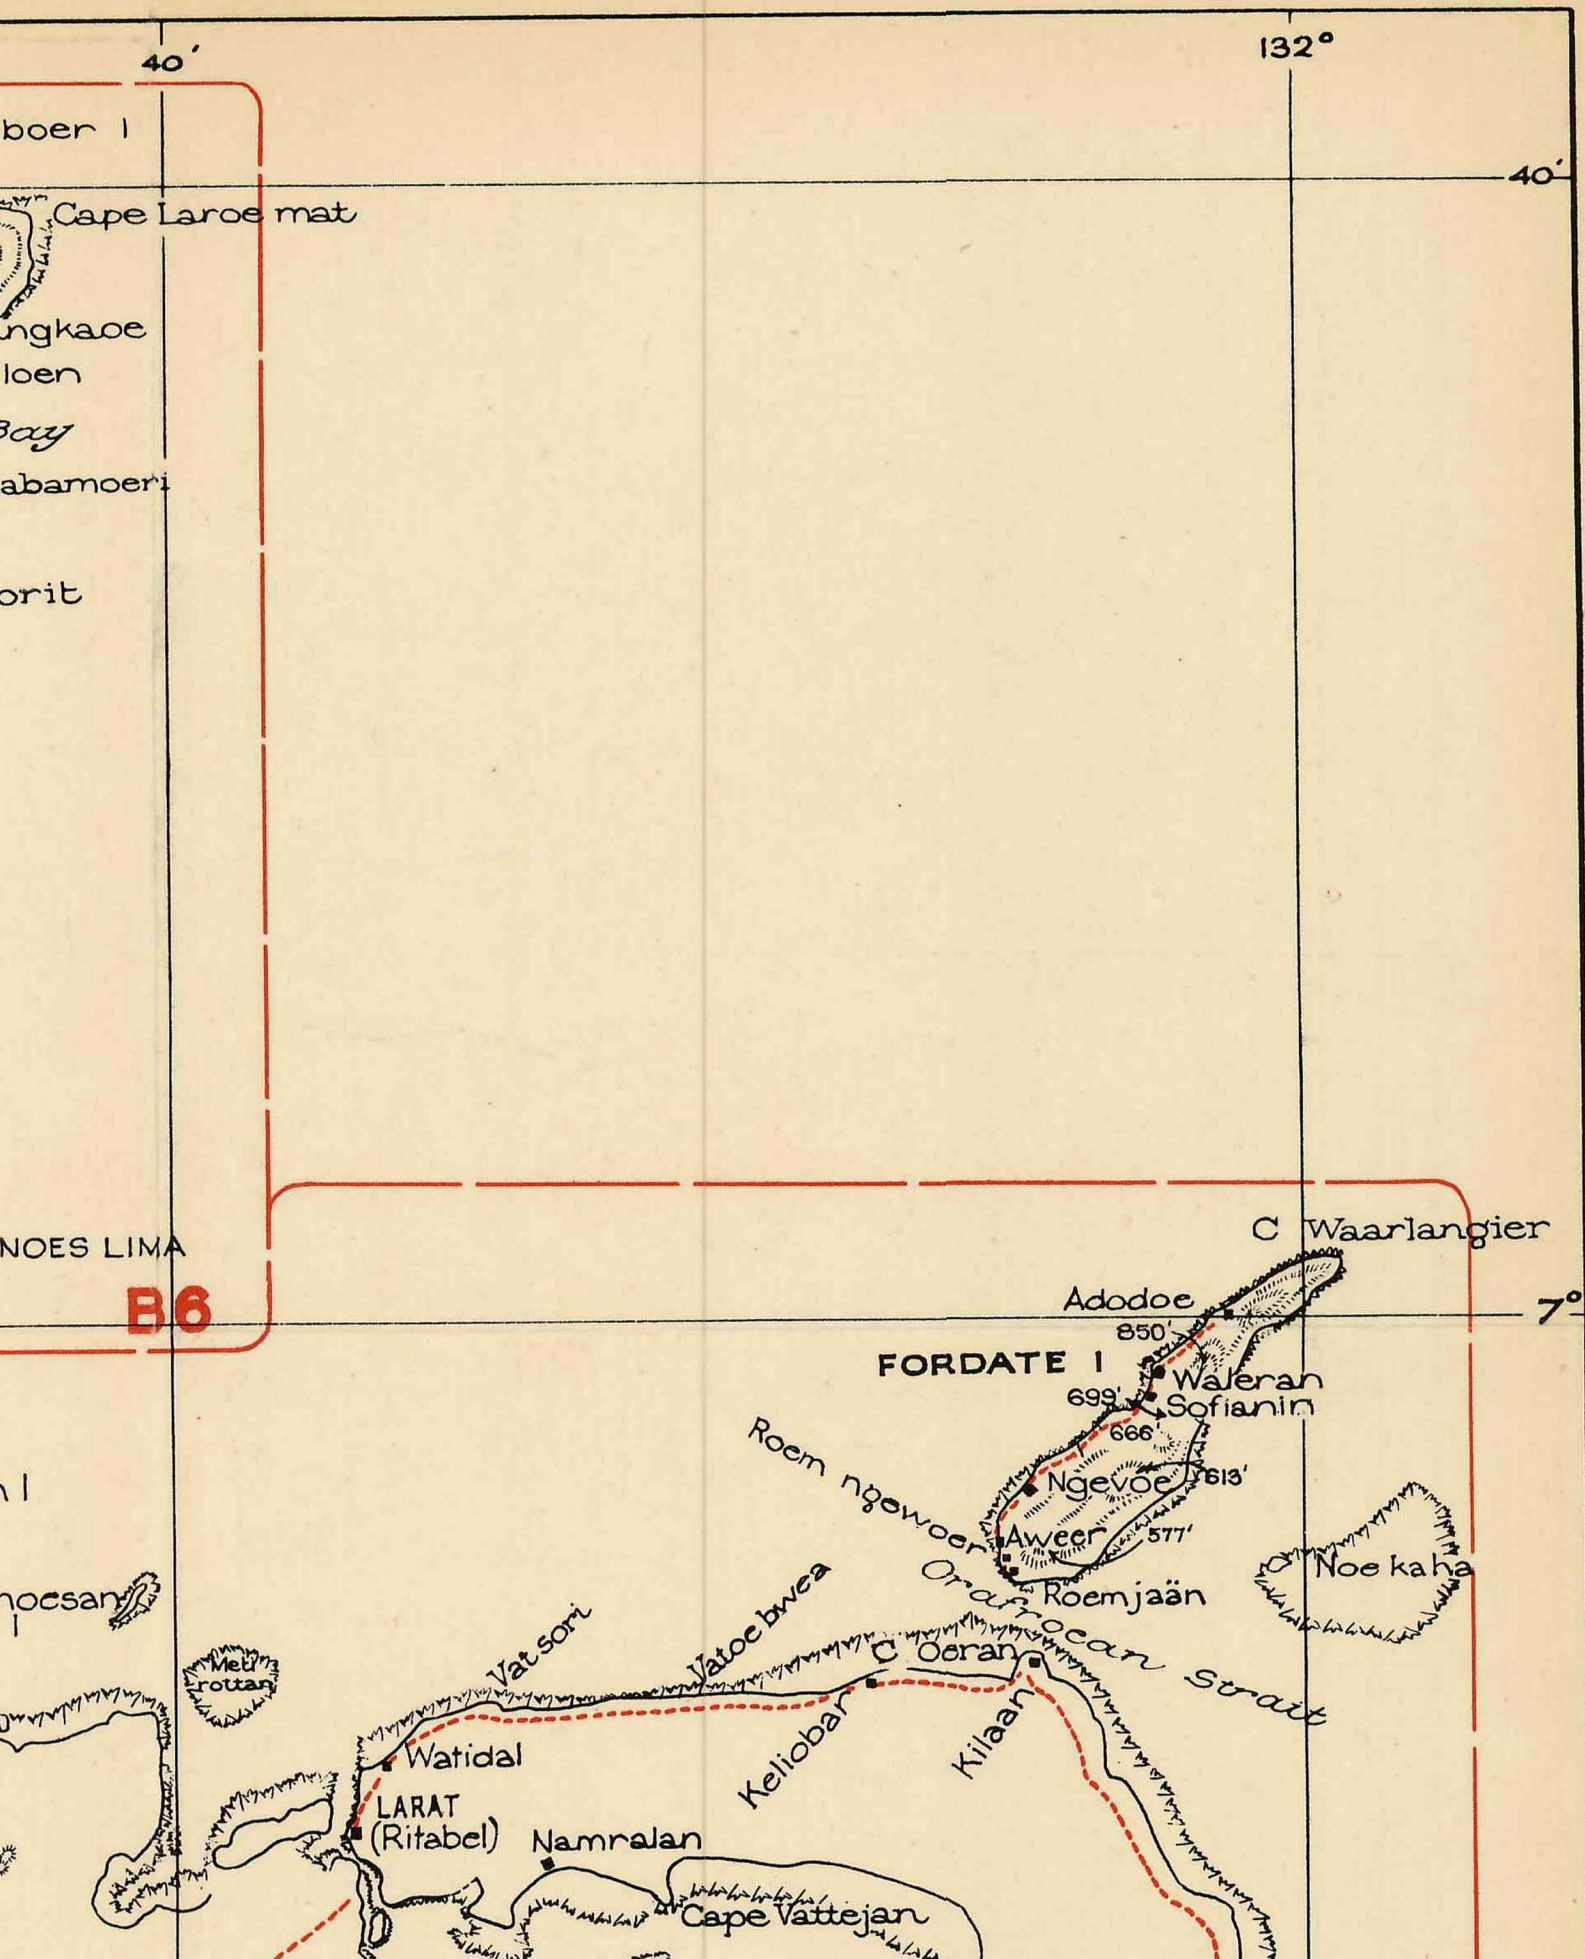 40′
132°
boer I
40′
Cape Laroe mat
ngkaoe
loen
Bay
abamoeri
orit
C Waarlangier
NOES LIMA
B6
Adodoe
7°
850′
FORDATE I
Waleran
699′
Sofianin
666′
Roem ngewoer
Ngevoe
613′
Aweer
577′
Noe kaha
noesan
I
Roemjaän
Orafroean Strait
Vat sori
Vatoe bwea
C Oeran
Meti
rottan
Watidal
Keliobar
Kilaan
LARAT
(Ritabel)
Namralan
Cape Vattejan